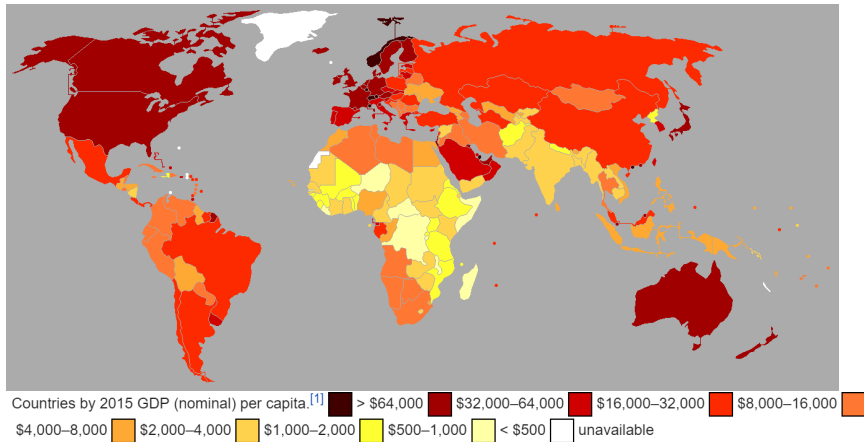 Countries by 2015 GDP (nominal) per capita.[1] > $64,000 $32,000–64,000 $16,000–32,000 $8,000–16,000
$4,000–8,000 $2,000–4,000 $1,000–2,000 $500–1,000 < $500 unavailable